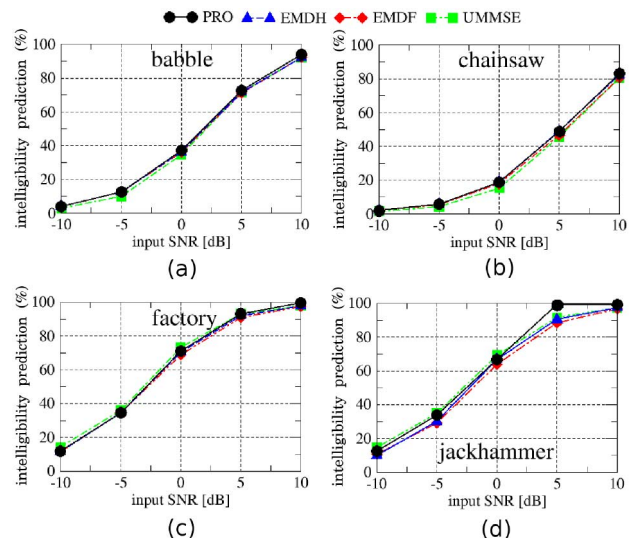 PRO EMDH EMDF UMMSE
intelligibility prediction (%)
100
80
60
40
20
0
babble
-10 -5 0 5 10
input SNR [dB]
(a)
intelligibility prediction (%)
100
80
60
40
20
0
chainsaw
-10 -5 0 5 10
input SNR [dB]
(b)
intelligibility prediction (%)
100
80
60
40
20
0
factory
-10 -5 0 5 10
input SNR [dB]
(c)
intelligibility prediction (%)
100
80
60
40
20
0
jackhammer
-10 -5 0 5 10
input SNR [dB]
(d)